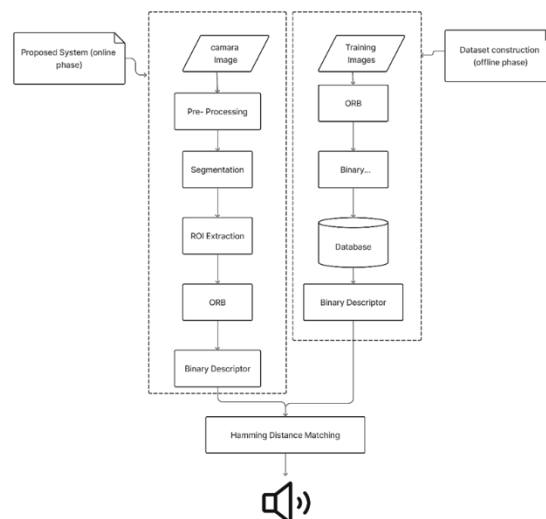 Proposed System (online
phase)
camara
Image
Pre- Processing
Segmentation
ROI Extraction
ORB
Binary Descriptor
Training
Images
ORB
Binary...
Database
Binary Descriptor
Dataset construction
(offline phase)
Hamming Distance Matching